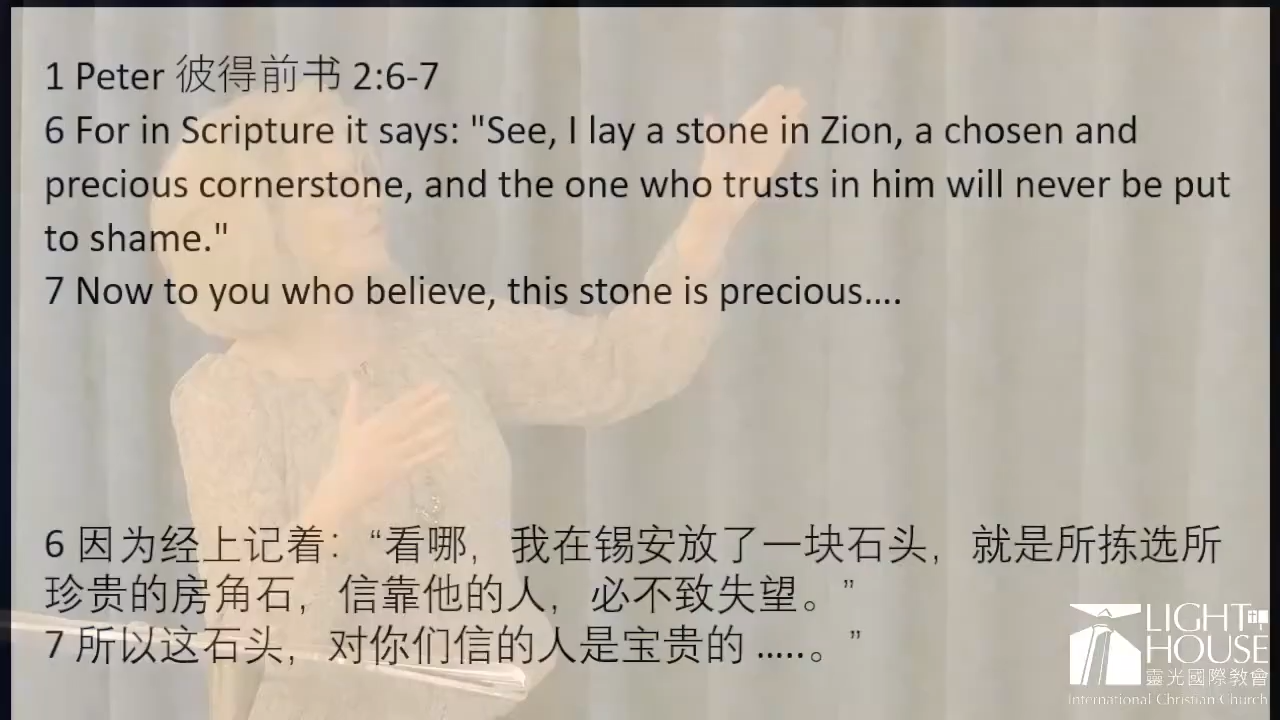 1 Peter 彼得前书 2:6-7
6 For in Scripture it says: "See, I lay a stone in Zion, a chosen and
precious cornerstone, and the one who trusts in him will never be put
to shame."
7 Now to you who believe, this stone is precious....
6 因为经上记着：“看哪，我在锡安放了一块石头，就是所拣选所
珍贵的房角石，信靠他的人，必不致失望。”
7 所以这石头，对你们信的人是宝贵的 .....。”
LIGHT
HOUSE
靈光國際教會
International Christian Church